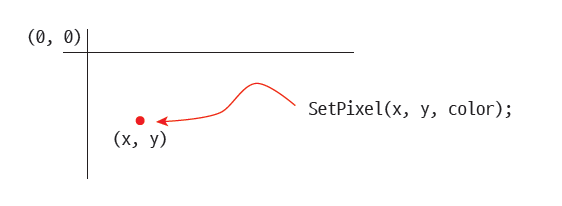 (0, 0)
SetPixel(x, y, color);
(x, y)